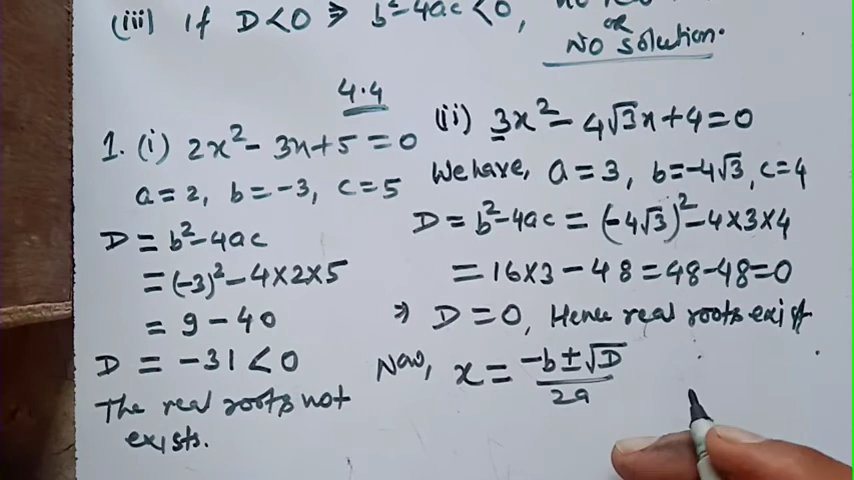 (iii) If D<0 ⇒ b²-4ac<0, no
OR
No solution.
4.4
1. (i) 2x² - 3x+5=0
a=2, b=-3, c=5
D = b²-4ac
= (-3)² - 4×2×5
= 9 - 40
D = -31 < 0
The real roots not
exists.
(ii) 3x² - 4√3x+4=0
We have, a=3, b=-4√3, c=4
D = b²-4ac = (-4√3)² - 4×3×4
= 16×3 - 48 = 48-48=0
⇒ D=0, Hence real roots exist
Now, x = -b±√D / 2a